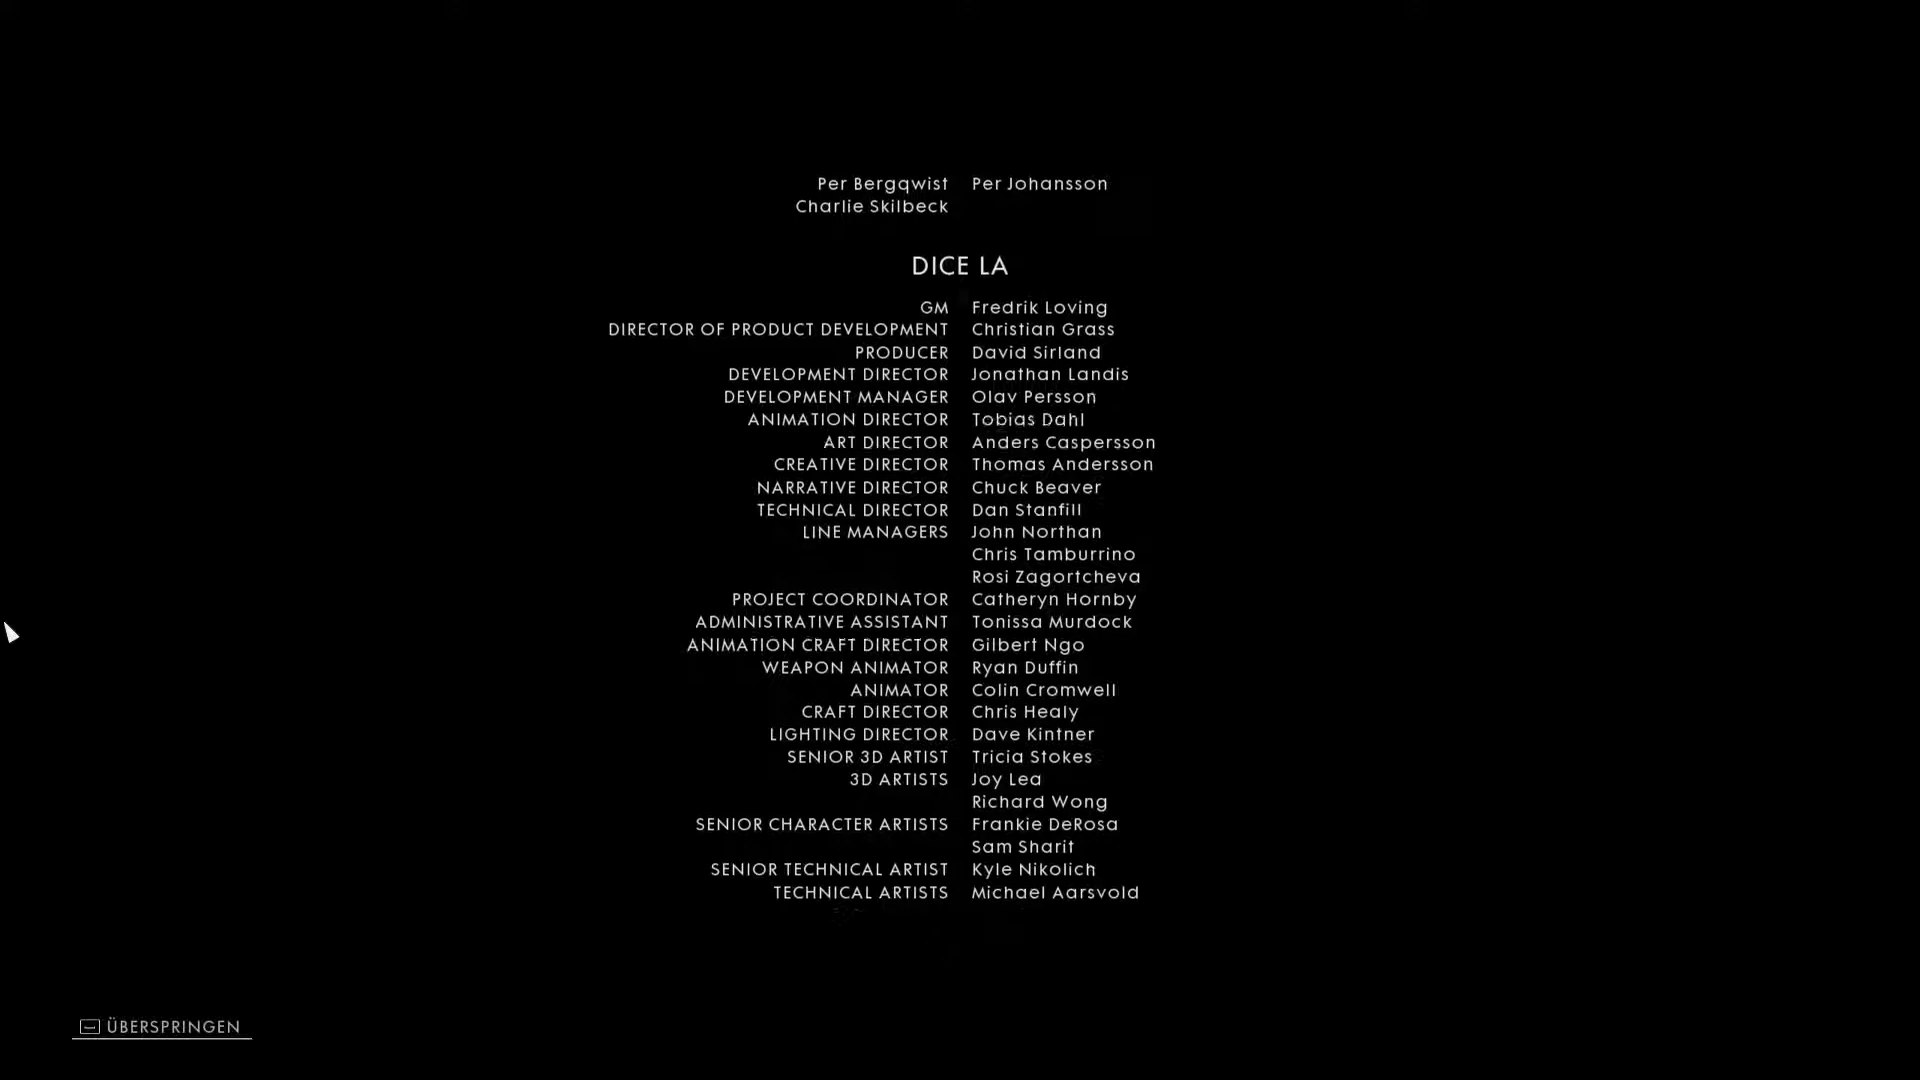 Per Bergqwist Per Johansson
Charlie Skilbeck
DICE LA
GM Fredrik Loving
DIRECTOR OF PRODUCT DEVELOPMENT Christian Grass
PRODUCER David Sirland
DEVELOPMENT DIRECTOR Jonathan Landis
DEVELOPMENT MANAGER Olav Persson
ANIMATION DIRECTOR Tobias Dahl
ART DIRECTOR Anders Caspersson
CREATIVE DIRECTOR Thomas Andersson
NARRATIVE DIRECTOR Chuck Beaver
TECHNICAL DIRECTOR Dan Stanfill
LINE MANAGERS John Northan
Chris Tamburrino
Rosi Zagortcheva
PROJECT COORDINATOR Catheryn Hornby
ADMINISTRATIVE ASSISTANT Tonissa Murdock
ANIMATION CRAFT DIRECTOR Gilbert Ngo
WEAPON ANIMATOR Ryan Duffin
ANIMATOR Colin Cromwell
CRAFT DIRECTOR Chris Healy
LIGHTING DIRECTOR Dave Kintner
SENIOR 3D ARTIST Tricia Stokes
3D ARTISTS Joy Lea
Richard Wong
SENIOR CHARACTER ARTISTS Frankie DeRosa
Sam Sharit
SENIOR TECHNICAL ARTIST Kyle Nikolich
TECHNICAL ARTISTS Michael Aarsvold
ÜBERSPRINGEN